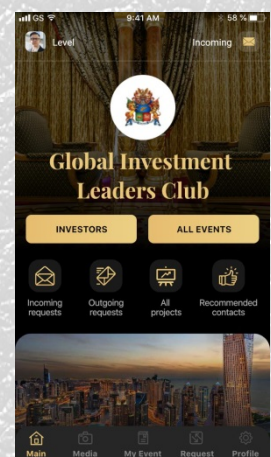 GS 9:41 AM 58 %
Level Incoming
Global Investment
Leaders Club
INVESTORS ALL EVENTS
Incoming requests Outgoing requests All projects Recommended contacts
Main Media My Event Request Profile